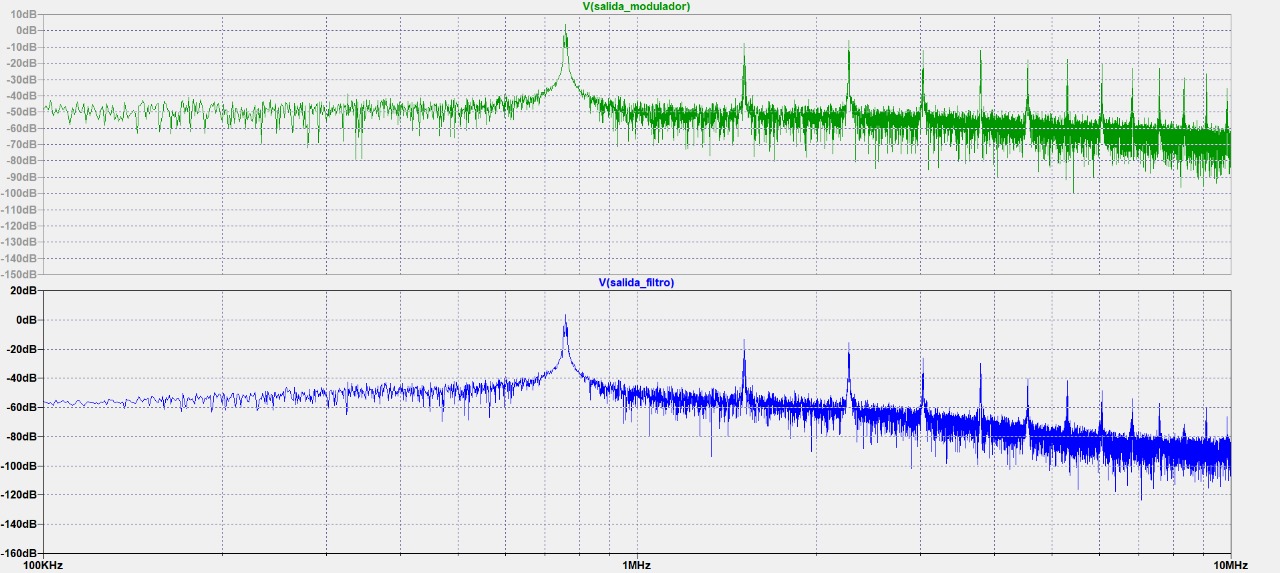 V(salida_modulador)
10dB
0dB
-10dB
-20dB
-30dB
-40dB
-50dB
-60dB
-70dB
-80dB
-90dB
-100dB
-110dB
-120dB
-130dB
-140dB
-150dB
V(salida_filtro)
20dB
0dB
-20dB
-40dB
-60dB
-80dB
-100dB
-120dB
-140dB
-160dB
100KHz 1MHz 10MHz